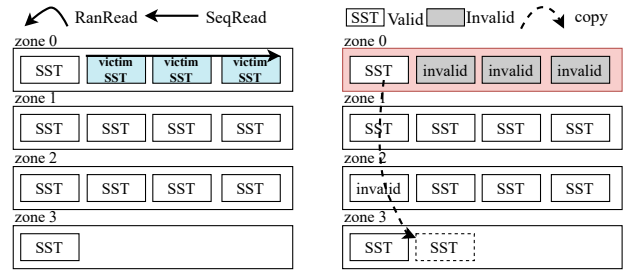 RanRead SeqRead
zone 0
SST victim SST victim SST victim SST
zone 1
SST SST SST SST
zone 2
SST SST SST SST
zone 3
SST
SST Valid Invalid copy
zone 0
SST invalid invalid invalid
zone 1
SST SST SST SST
zone 2
invalid SST SST SST
zone 3
SST SST